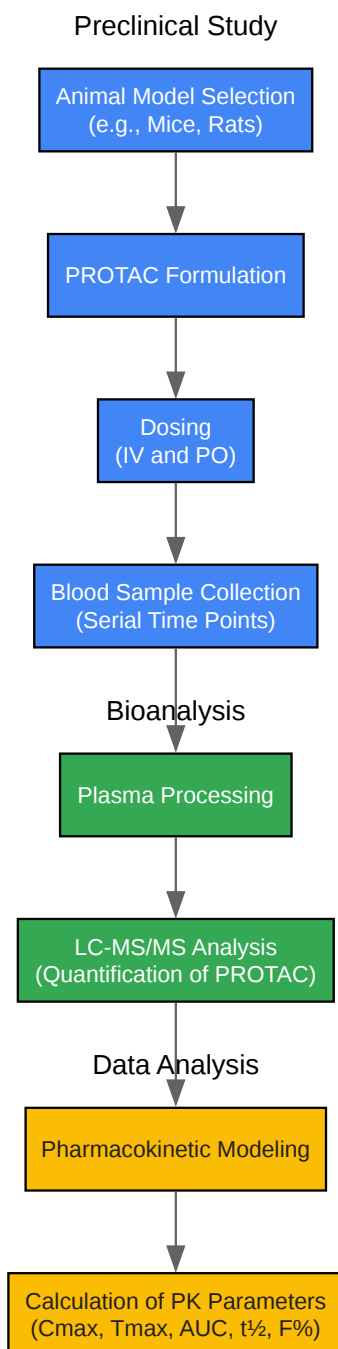 Preclinical Study
Animal Model Selection
(e.g., Mice, Rats)
PROTAC Formulation
Dosing
(IV and PO)
Blood Sample Collection
(Serial Time Points)
Bioanalysis
Plasma Processing
LC-MS/MS Analysis
(Quantification of PROTAC)
Data Analysis
Pharmacokinetic Modeling
Calculation of PK Parameters
(Cmax, Tmax, AUC, t½, F%)